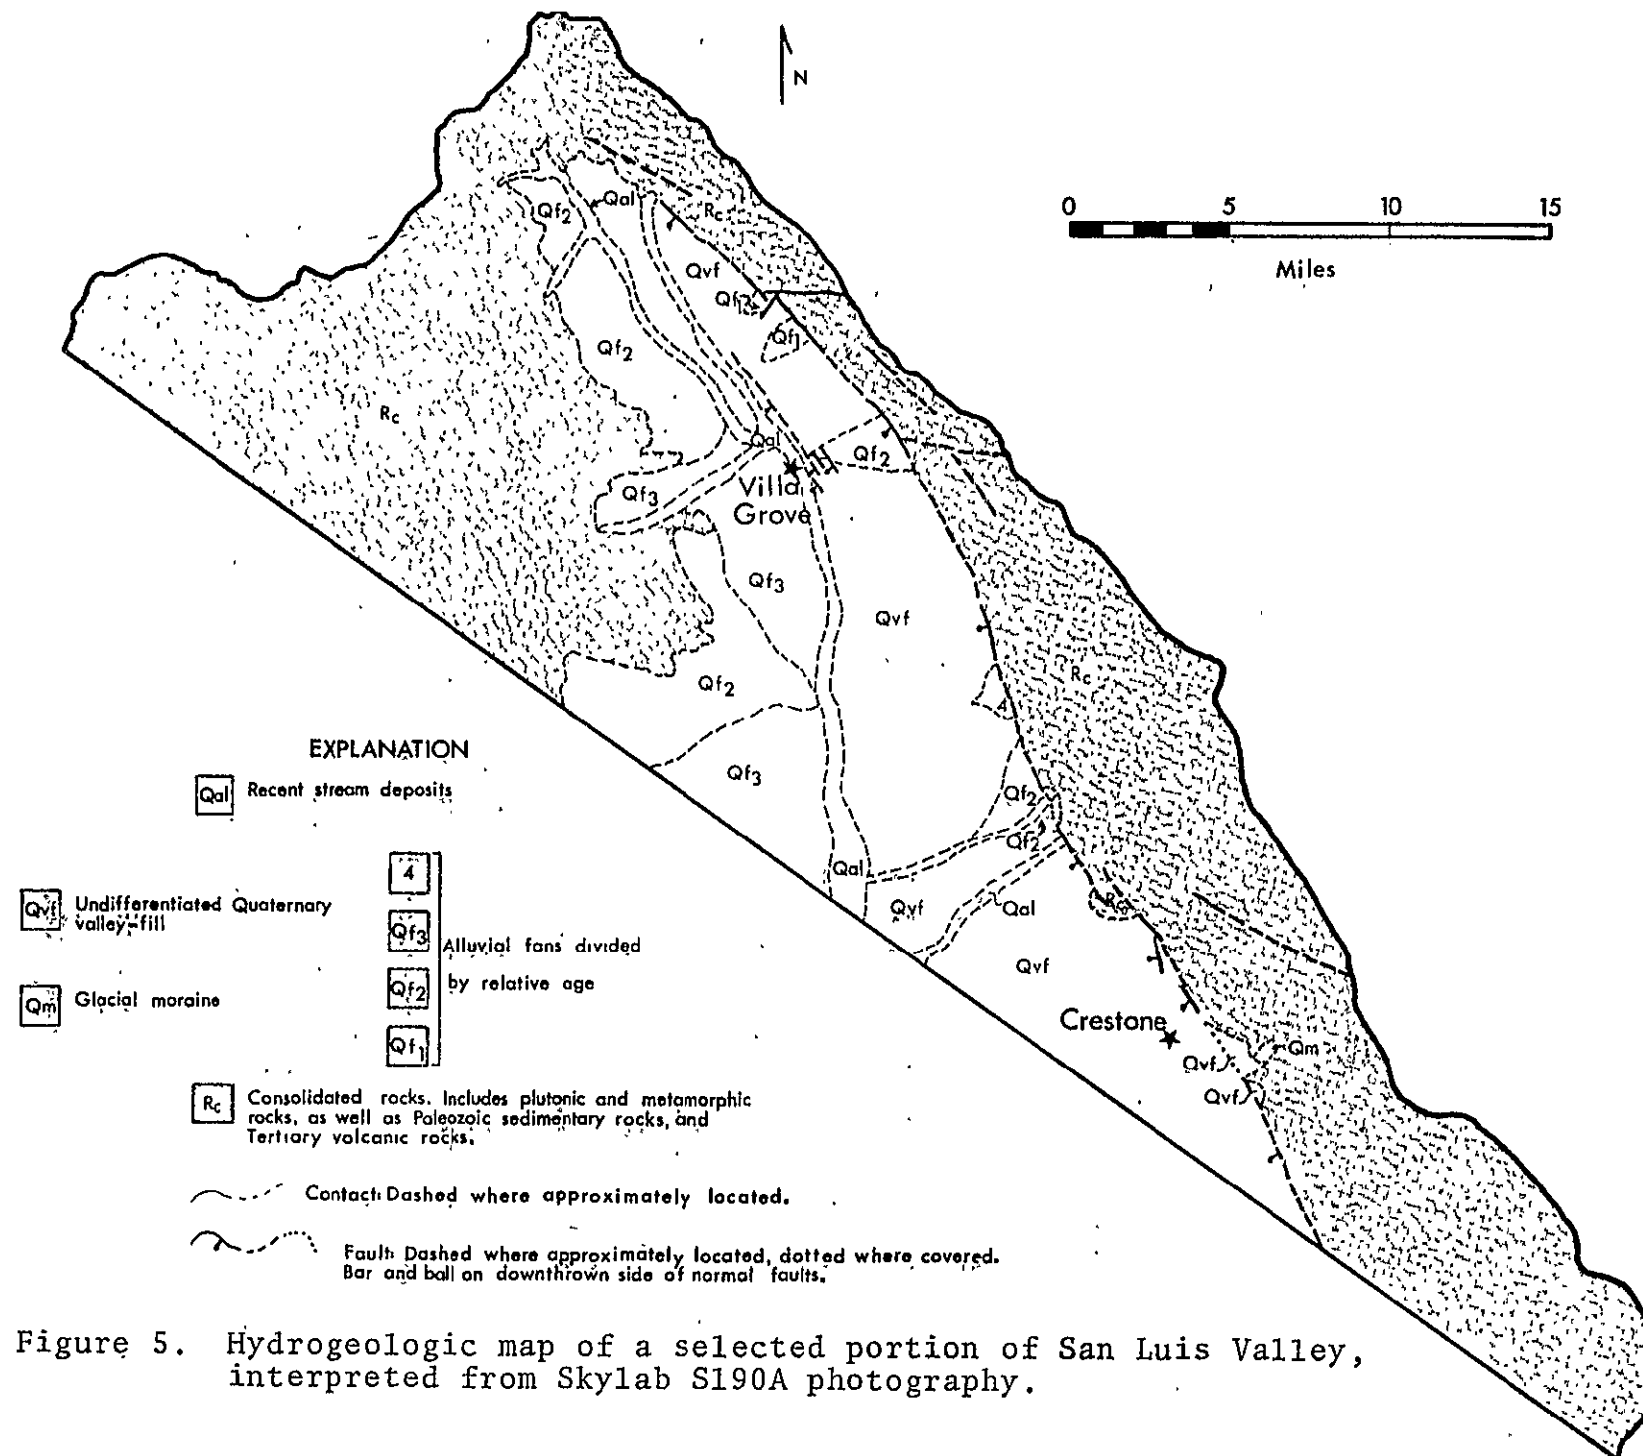 N
0 5 10 15
Miles
Qf2
Qal
Rc
Qvf
Qf1
Qf2
Rc
Qal
Qf2
Villa
Grove
Qf3
Qf3
Qvf
Qf2
Rc
4
Qf3
Qf2
Qf2
Qal
Qvf
Qal
Rc
Qvf
Crestone
Qm
Qvf
Qvf
EXPLANATION
Qal Recent stream deposits
Qvf Undifferentiated Quaternary
valley-fill
Qm Glacial moraine
4
Qf3
Qf2
Qf1
Alluvial fans divided
by relative age
Rc Consolidated rocks. Includes plutonic and metamorphic
rocks, as well as Paleozoic sedimentary rocks, and
Tertiary volcanic rocks.
Contact: Dashed where approximately located.
Fault: Dashed where approximately located, dotted where covered.
Bar and ball on downthrown side of normal faults.
Figure 5. Hydrogeologic map of a selected portion of San Luis Valley,
interpreted from Skylab S190A photography.